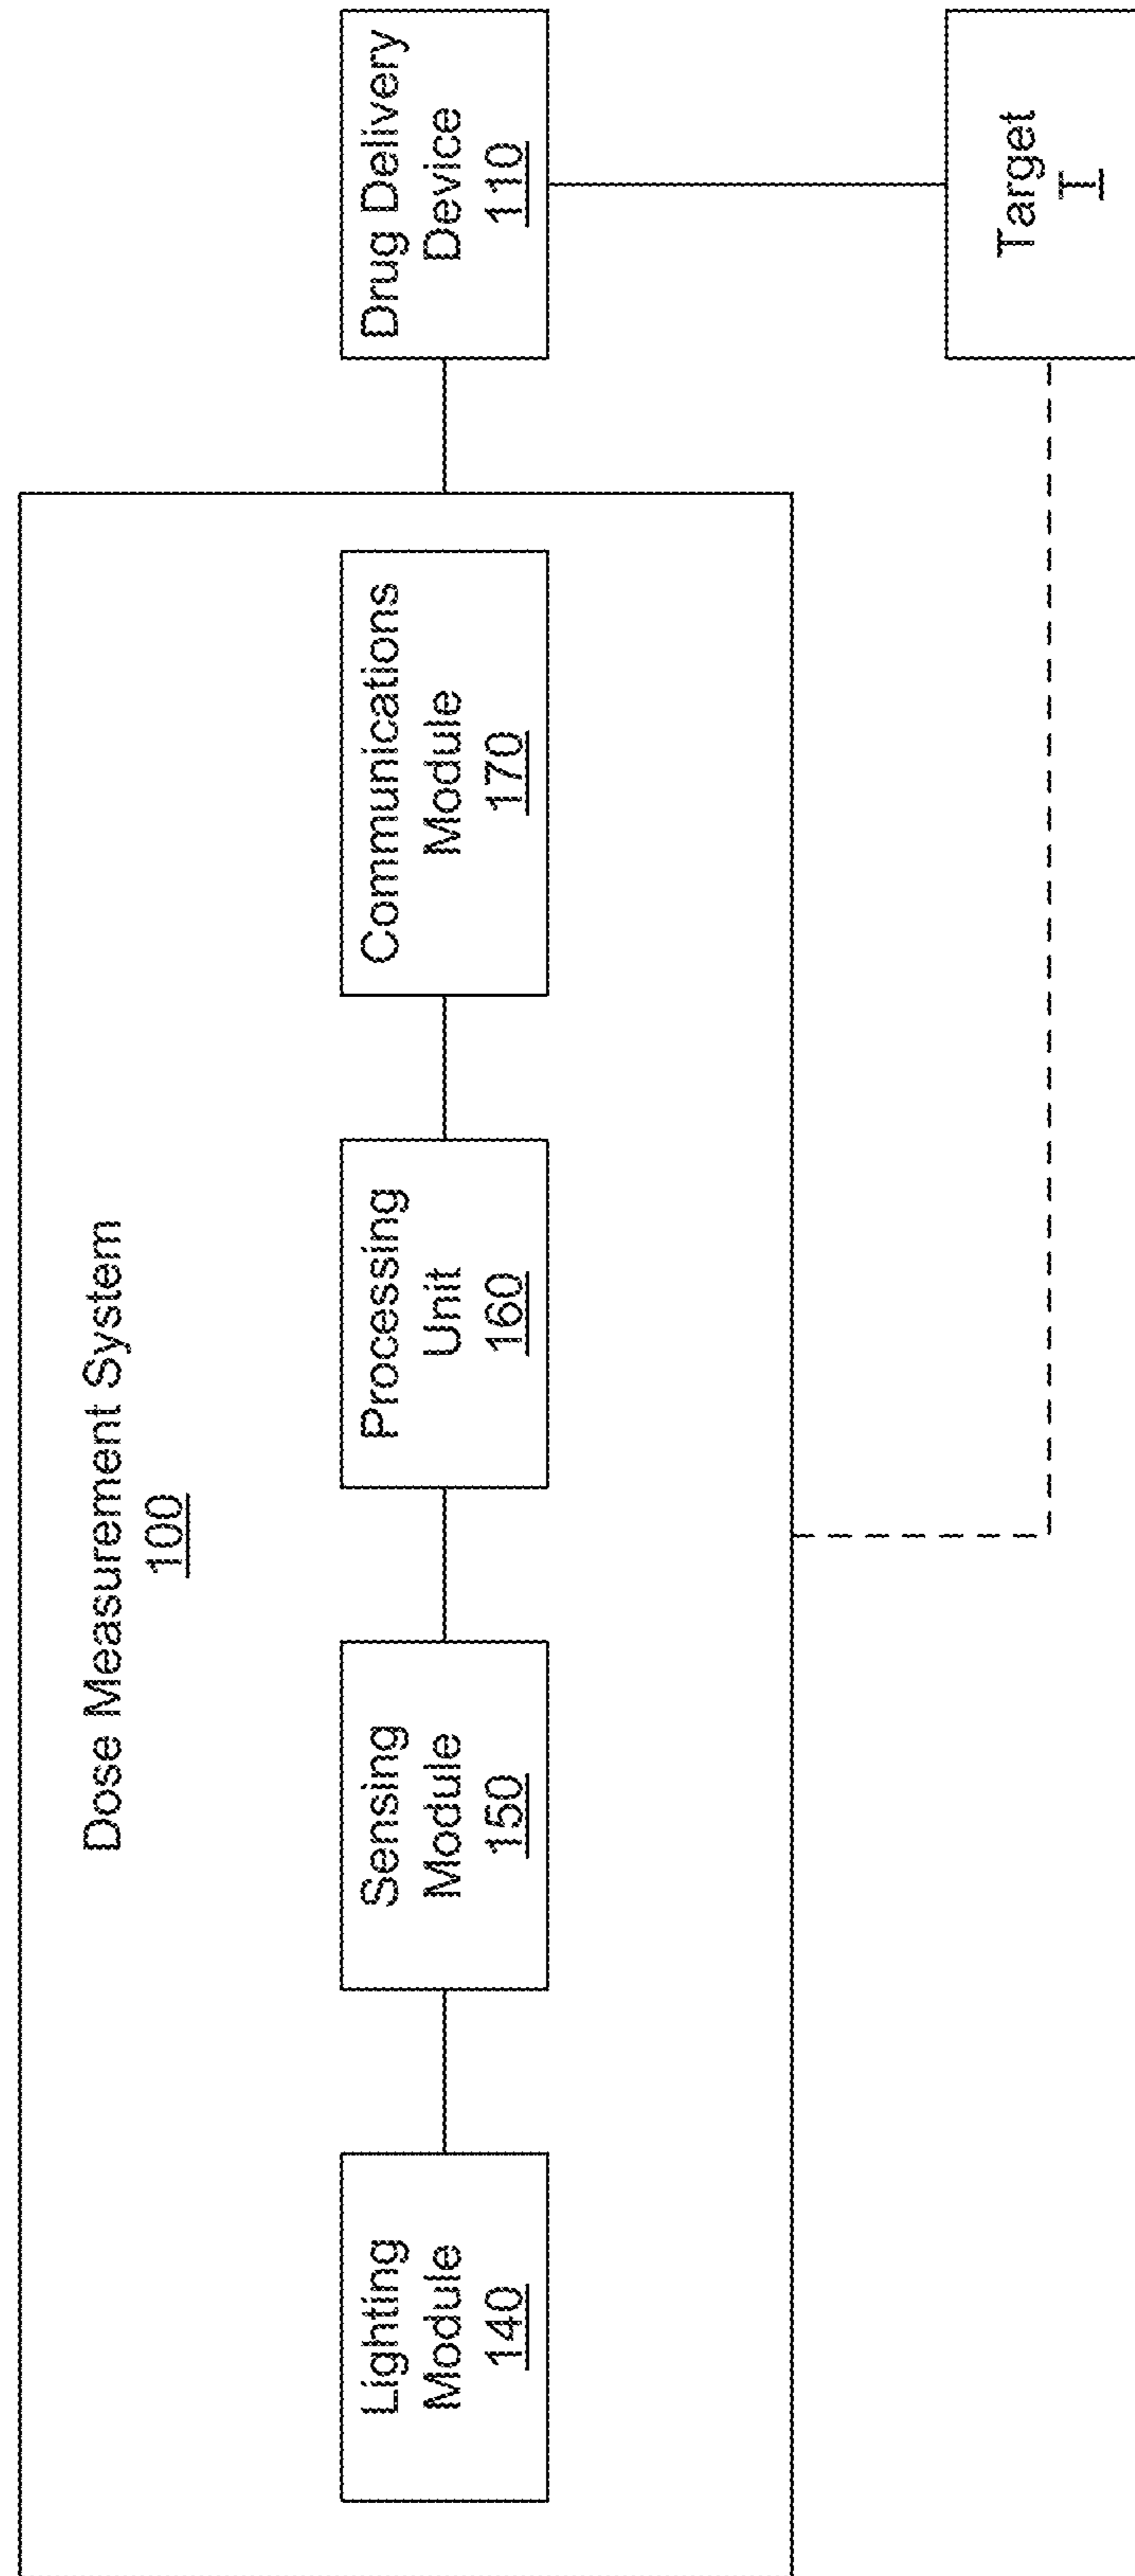 Dose Measurement System
100
Lighting
Module
140
Sensing
Module
150
Processing
Unit
160
Communications
Module
170
Drug Delivery
Device
110
Target
T